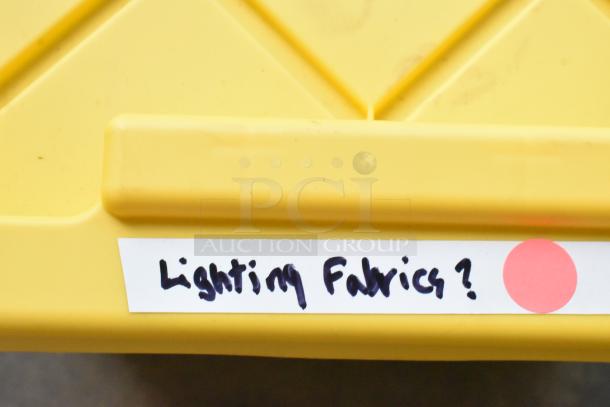 PCI
AUCTION GROUP
Lighting Fabrics?